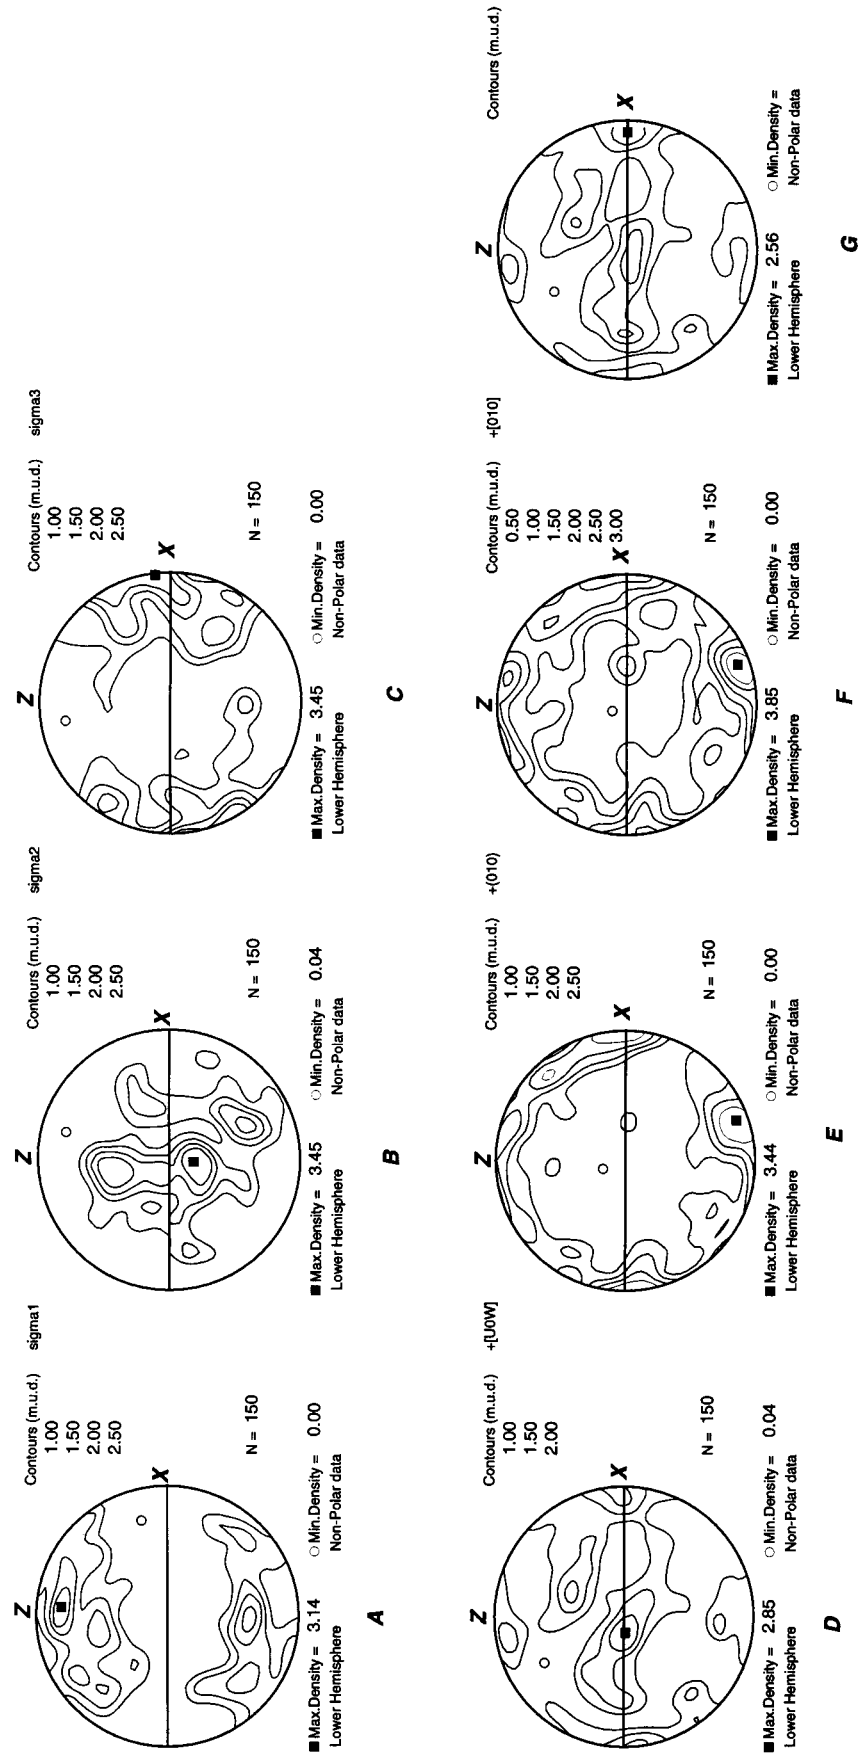 Z
Contours (m.u.d.) sigma1
1.00
1.50
2.00
2.50
X
N = 150
Max.Density = 3.14 Min.Density = 0.00
Lower Hemisphere Non-Polar data
A
Z
Contours (m.u.d.) sigma2
1.00
1.50
2.00
2.50
X
N = 150
Max.Density = 3.45 Min.Density = 0.04
Lower Hemisphere Non-Polar data
B
Z
Contours (m.u.d.) sigma3
1.00
1.50
2.00
2.50
X
N = 150
Max.Density = 3.45 Min.Density = 0.00
Lower Hemisphere Non-Polar data
C
Z
Contours (m.u.d.) +[U0W]
1.00
1.50
2.00
X
N = 150
Max.Density = 2.85 Min.Density = 0.04
Lower Hemisphere Non-Polar data
D
Z
Contours (m.u.d.) +(010)
1.00
1.50
2.00
2.50
X
N = 150
Max.Density = 3.44 Min.Density = 0.00
Lower Hemisphere Non-Polar data
E
Z
Contours (m.u.d.) +[010]
0.50
1.00
1.50
2.00
2.50
3.00
X
N = 150
Max.Density = 3.85 Min.Density = 0.00
Lower Hemisphere Non-Polar data
F
Z
Contours (m.u.d.)
X
Max.Density = 2.56 Min.Density =
Lower Hemisphere Non-Polar data
G